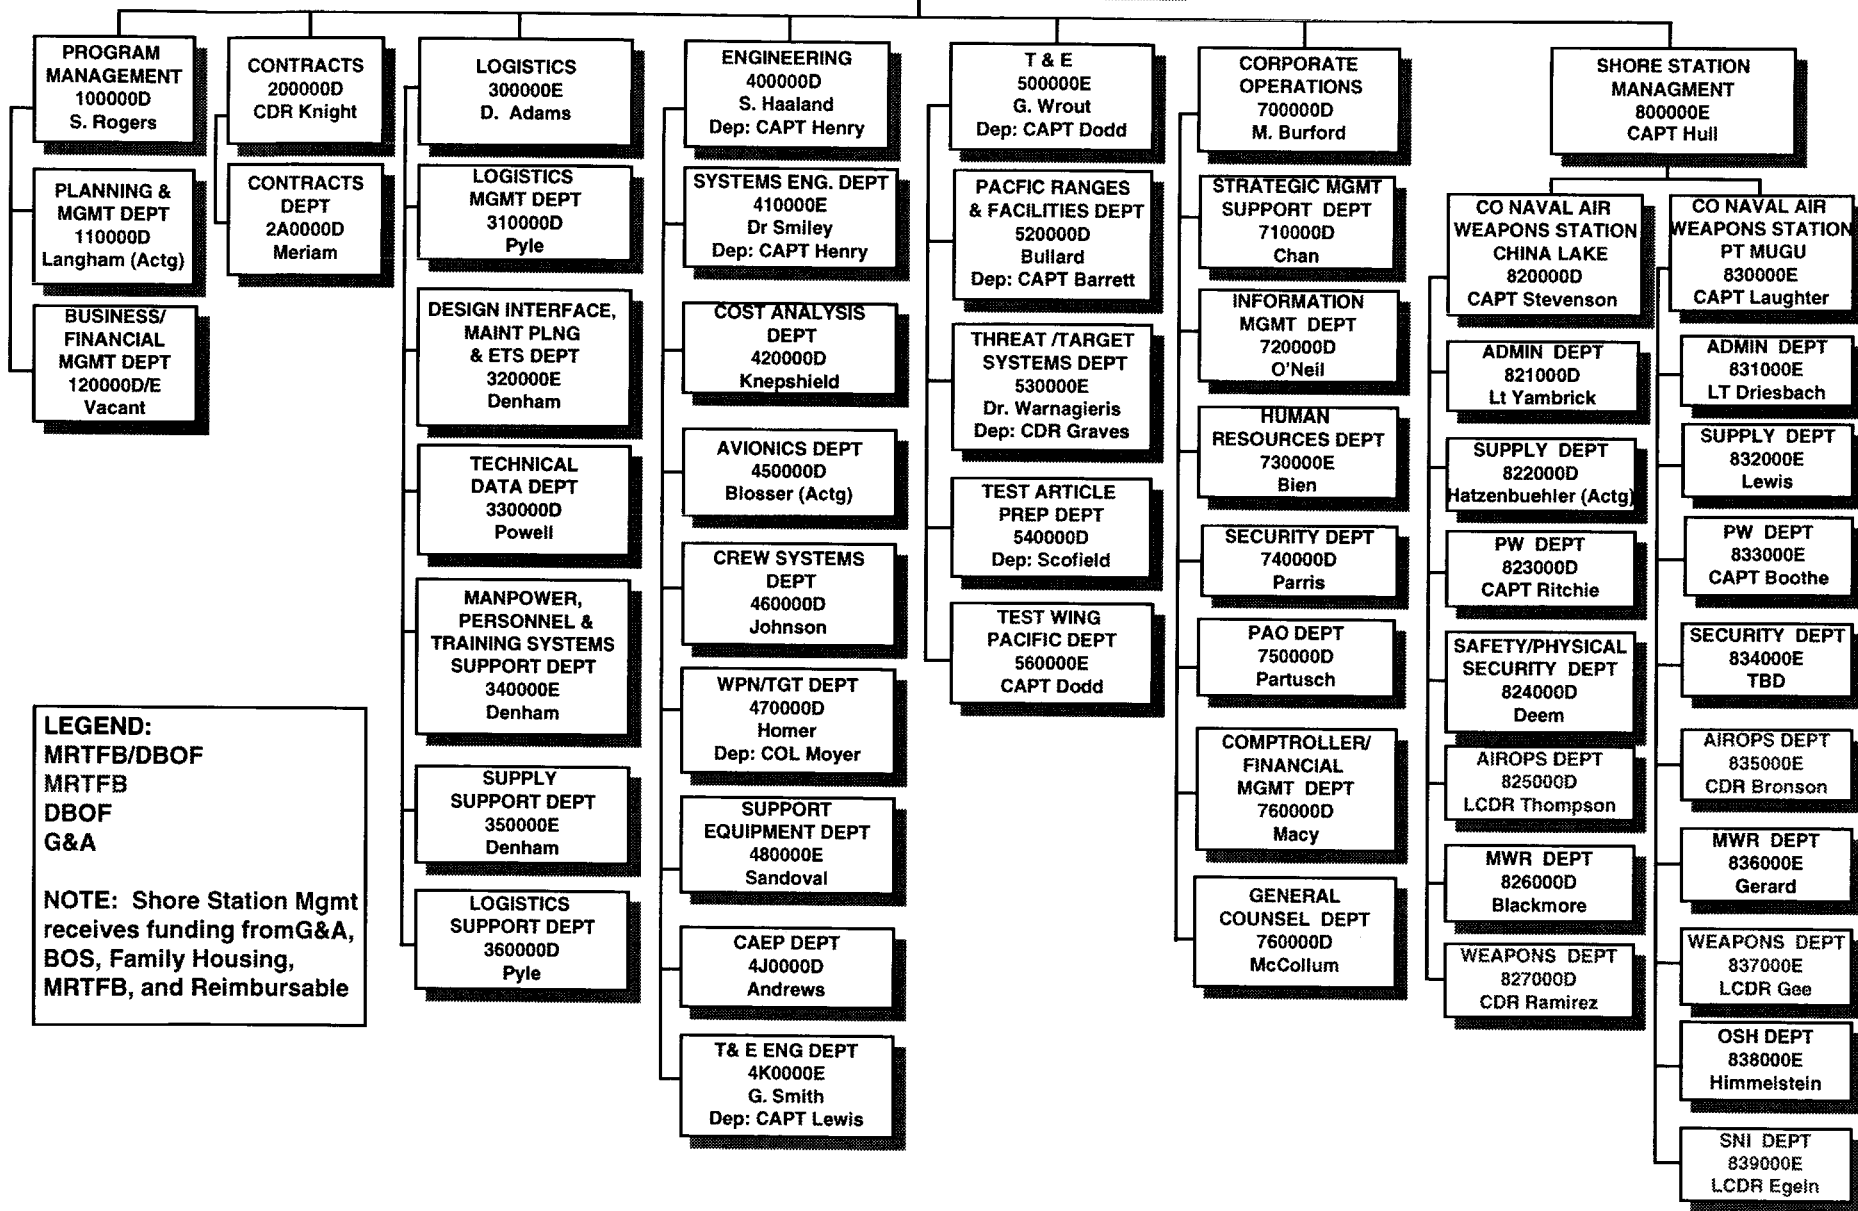 PROGRAM
MANAGEMENT
100000D
S. Rogers
PLANNING &
MGMT DEPT
110000D
Langham (Actg)
BUSINESS/
FINANCIAL
MGMT DEPT
120000D/E
Vacant
CONTRACTS
200000D
CDR Knight
CONTRACTS
DEPT
2A0000D
Meriam
LOGISTICS
300000E
D. Adams
LOGISTICS
MGMT DEPT
310000D
Pyle
DESIGN INTERFACE,
MAINT PLNG
& ETS DEPT
320000E
Denham
TECHNICAL
DATA DEPT
330000D
Powell
MANPOWER,
PERSONNEL &
TRAINING SYSTEMS
SUPPORT DEPT
340000E
Denham
SUPPLY
SUPPORT DEPT
350000E
Denham
LOGISTICS
SUPPORT DEPT
360000D
Pyle
ENGINEERING
400000D
S. Haaland
Dep: CAPT Henry
SYSTEMS ENG. DEPT
410000E
Dr Smiley
Dep: CAPT Henry
COST ANALYSIS
DEPT
420000D
Knepshield
AVIONICS DEPT
450000D
Blosser (Actg)
CREW SYSTEMS
DEPT
460000D
Johnson
WPN/TGT DEPT
470000D
Homer
Dep: COL Moyer
SUPPORT
EQUIPMENT DEPT
480000E
Sandoval
CAEP DEPT
4J0000D
Andrews
T& E ENG DEPT
4K0000E
G. Smith
Dep: CAPT Lewis
T & E
500000E
G. Wrout
Dep: CAPT Dodd
PACFIC RANGES
& FACILITIES DEPT
520000D
Bullard
Dep: CAPT Barrett
THREAT /TARGET
SYSTEMS DEPT
530000E
Dr. Warnagieris
Dep: CDR Graves
TEST ARTICLE
PREP DEPT
540000D
Dep: Scofield
TEST WING
PACIFIC DEPT
560000E
CAPT Dodd
CORPORATE
OPERATIONS
700000D
M. Burford
STRATEGIC MGMT
SUPPORT DEPT
710000D
Chan
INFORMATION
MGMT DEPT
720000D
O'Neil
HUMAN
RESOURCES DEPT
730000E
Bien
SECURITY DEPT
740000D
Parris
PAO DEPT
750000D
Partusch
COMPTROLLER/
FINANCIAL
MGMT DEPT
760000D
Macy
GENERAL
COUNSEL DEPT
760000D
McCollum
SHORE STATION
MANAGMENT
800000E
CAPT Hull
CO NAVAL AIR
WEAPONS STATION
CHINA LAKE
820000D
CAPT Stevenson
ADMIN DEPT
821000D
Lt Yambrick
SUPPLY DEPT
822000D
Hatzenbuehler (Actg)
PW DEPT
823000D
CAPT Ritchie
SAFETY/PHYSICAL
SECURITY DEPT
824000D
Deem
AIROPS DEPT
825000D
LCDR Thompson
MWR DEPT
826000D
Blackmore
WEAPONS DEPT
827000D
CDR Ramirez
CO NAVAL AIR
WEAPONS STATION
PT MUGU
830000E
CAPT Laughter
ADMIN DEPT
831000E
LT Driesbach
SUPPLY DEPT
832000E
Lewis
PW DEPT
833000E
CAPT Boothe
SECURITY DEPT
834000E
TBD
AIROPS DEPT
835000E
CDR Bronson
MWR DEPT
836000E
Gerard
WEAPONS DEPT
837000E
LCDR Gee
OSH DEPT
838000E
Himmelstein
SNI DEPT
839000E
LCDR Egeln
LEGEND:
MRTFB/DBOF
MRTFB
DBOF
G&A
NOTE: Shore Station Mgmt
receives funding fromG&A,
BOS, Family Housing,
MRTFB, and Reimbursable